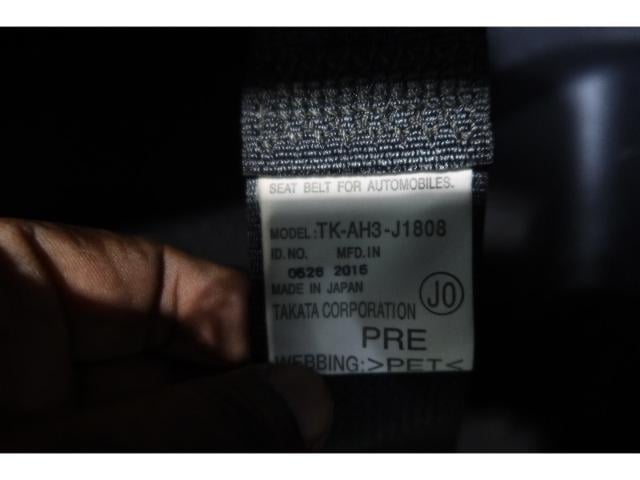 SEAT BELT FOR AUTOMOBILES.
MODEL:TK-AH3-J1808
ID.NO. MFD.IN
0526 2016
MADE IN JAPAN
JO
TAKATA CORPORATION
PRE
WEBBING:>PET<